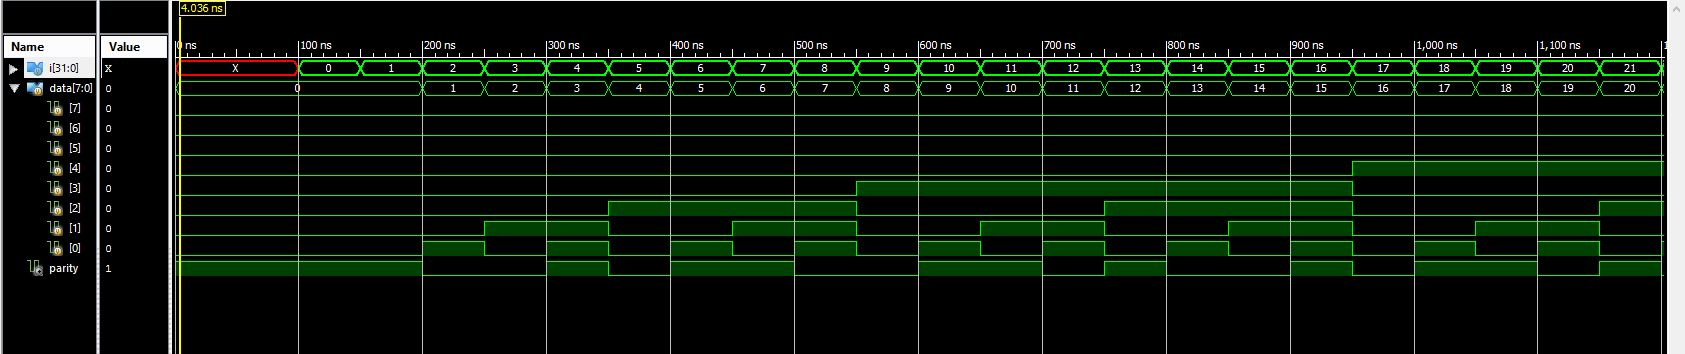 4.036 ns
Name Value 0 ns 100 ns 200 ns 300 ns 400 ns 500 ns 600 ns 700 ns 800 ns 900 ns 1,000 ns 1,100 ns
i[31:0] X X 0 1 2 3 4 5 6 7 8 9 10 11 12 13 14 15 16 17 18 19 20 21
data[7:0] 0 0 1 2 3 4 5 6 7 8 9 10 11 12 13 14 15 16 17 18 19 20
[7] 0
[6] 0
[5] 0
[4] 0
[3] 0
[2] 0
[1] 0
[0] 0
parity 1